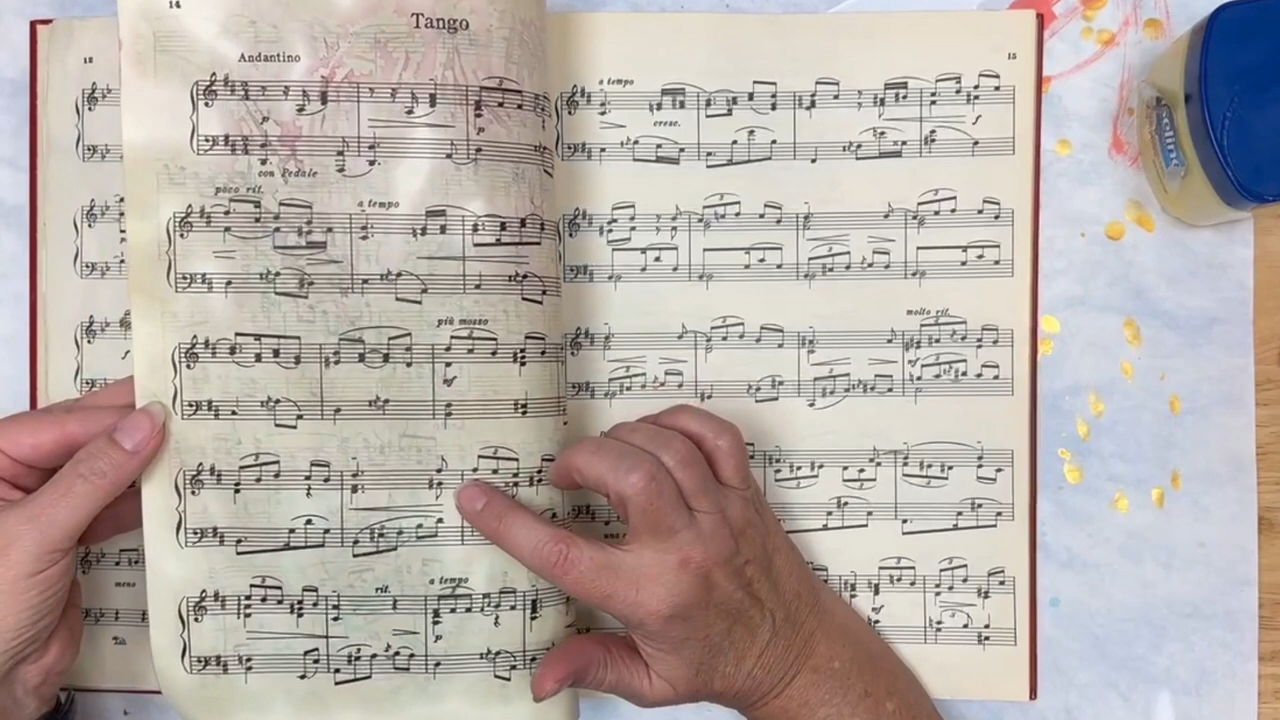 14
Tango
12
Andantino
p
p
con Pedale
poco rit.
a tempo
p
più mosso
f
mf
rit.
a tempo
meno
p
15
a tempo
cresc.
f
molto rit.
mf
mf